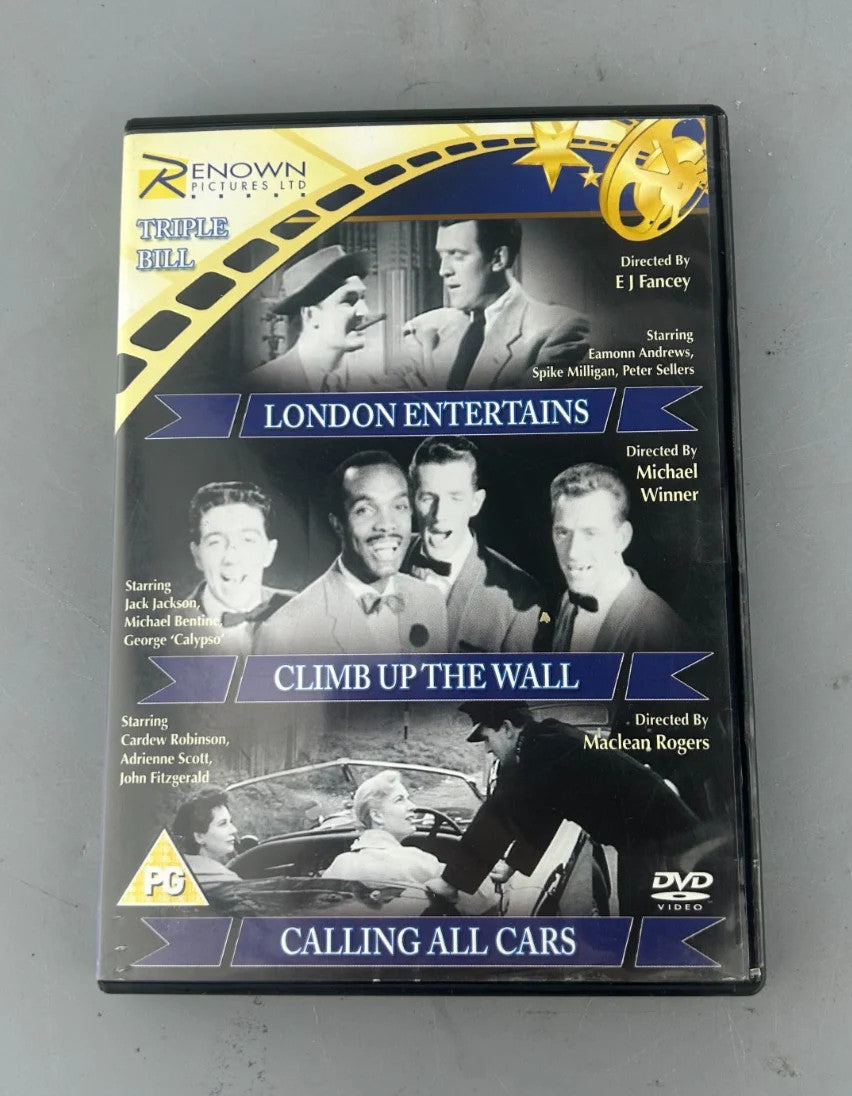 RENOWN
PICTURES LTD
TRIPLE
BILL
Directed By
E J Fancey
Starring
Eamonn Andrews,
Spike Milligan, Peter Sellers
LONDON ENTERTAINS
Directed By
Michael
Winner
Starring
Jack Jackson,
Michael Bentine,
George ‘Calypso’
CLIMB UP THE WALL
Starring
Cardew Robinson,
Adrienne Scott,
John Fitzgerald
Directed By
Maclean Rogers
PG
DVD
VIDEO
CALLING ALL CARS